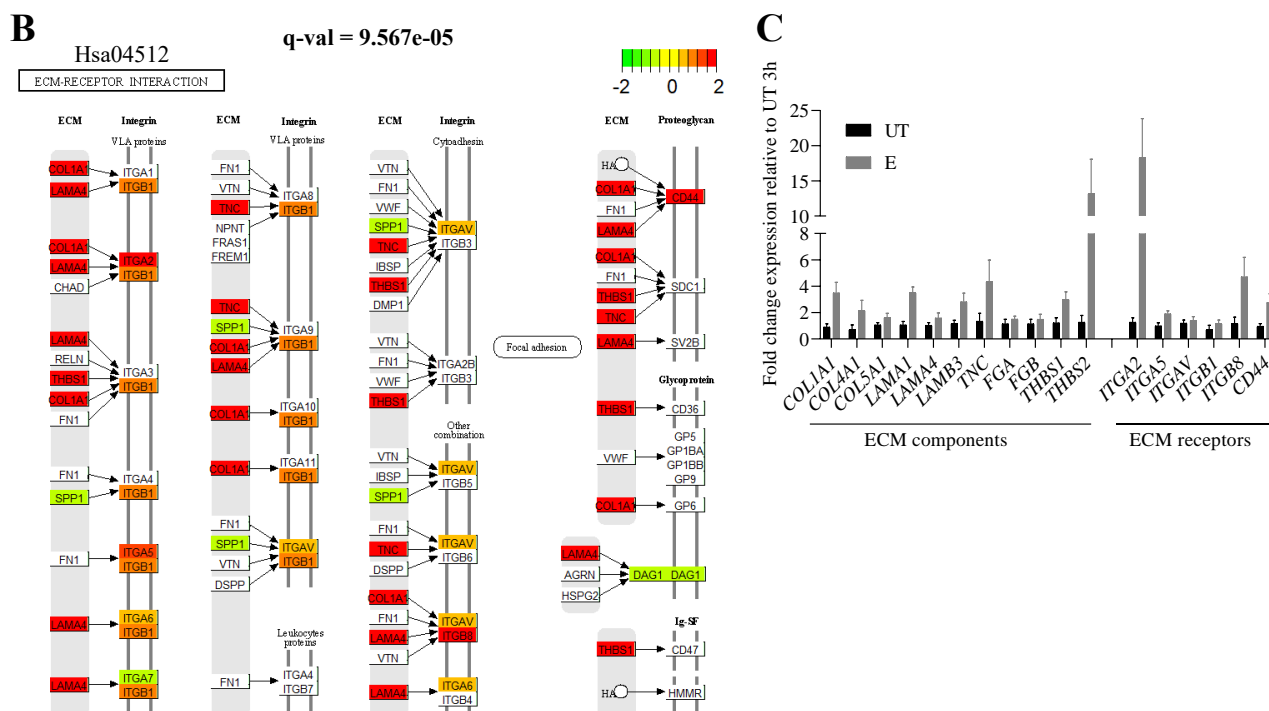 B
Hsa04512
ECM-RECEPTOR INTERACTION
q-val = 9.567e-05
-2 0 2
ECM Integrin
VLA proteins
COL1A1
LAMA4
ITGA1
ITGB1
COL1A1
LAMA4
CHAD
ITGA2
ITGB1
LAMA4
RELN
THBS1
COL1A1
FN1
ITGA3
ITGB1
FN1
SPP1
ITGA4
ITGB1
FN1
ITGA5
ITGB1
LAMA4
ITGA6
ITGB1
LAMA4
ITGA7
ITGB1
ECM Integrin
VLA proteins
FN1
VTN
TNC
NPNT
FRAS1
FREM1
ITGA8
ITGB1
TNC
SPP1
COL1A1
LAMA4
ITGA9
ITGB1
COL1A1
ITGA10
ITGB1
COL1A1
ITGA11
ITGB1
FN1
SPP1
VTN
DSPP
ITGAV
ITGB1
Leukocytes
proteins
FN1
ITGA4
ITGB7
ECM Integrin
Cytoadhesin
VTN
FN1
VWF
SPP1
TNC
IBSP
THBS1
DMP1
ITGAV
ITGB3
VTN
FN1
VWF
THBS1
ITGA2B
ITGB3
Other
combination
VTN
IBSP
SPP1
ITGAV
ITGB5
FN1
TNC
DSPP
ITGAV
ITGB6
COL1A1
FN1
LAMA4
VTN
ITGAV
ITGB8
LAMA4
ITGA6
ITGB4
Focal adhesion
ECM Proteoglycan
HA
COL1A1
FN1
LAMA4
CD44
COL1A1
FN1
THBS1
TNC
SDC1
LAMA4
SV2B
Glycoprotein
THBS1
CD36
VWF
GP5
GP1BA
GP1BB
GP9
COL1A1
GP6
LAMA4
AGRN
HSPG2
DAG1 DAG1
Ig-SF
THBS1
CD47
HA
HMMR
C
Fold change expression relative to UT 3h
25
20
15
10
8
6
4
2
0
UT
E
COL1A1 COL4A1 COL5A1 LAMA1 LAMA4 LAMB3 TNC FGA FGB THBS1 THBS2 ITGA2 ITGA5 ITGAV ITGB1 ITGB8 CD44
ECM components ECM receptors